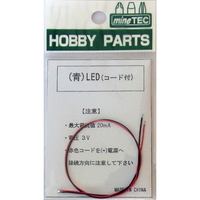 mineTEC
HOBBY PARTS
(青)LED(コード付)
【注意】
・最大電流値 20mA
・電圧 3V
・赤色コードを[+]電源へ
接続方向に注意して下さい
MADE IN CHINA